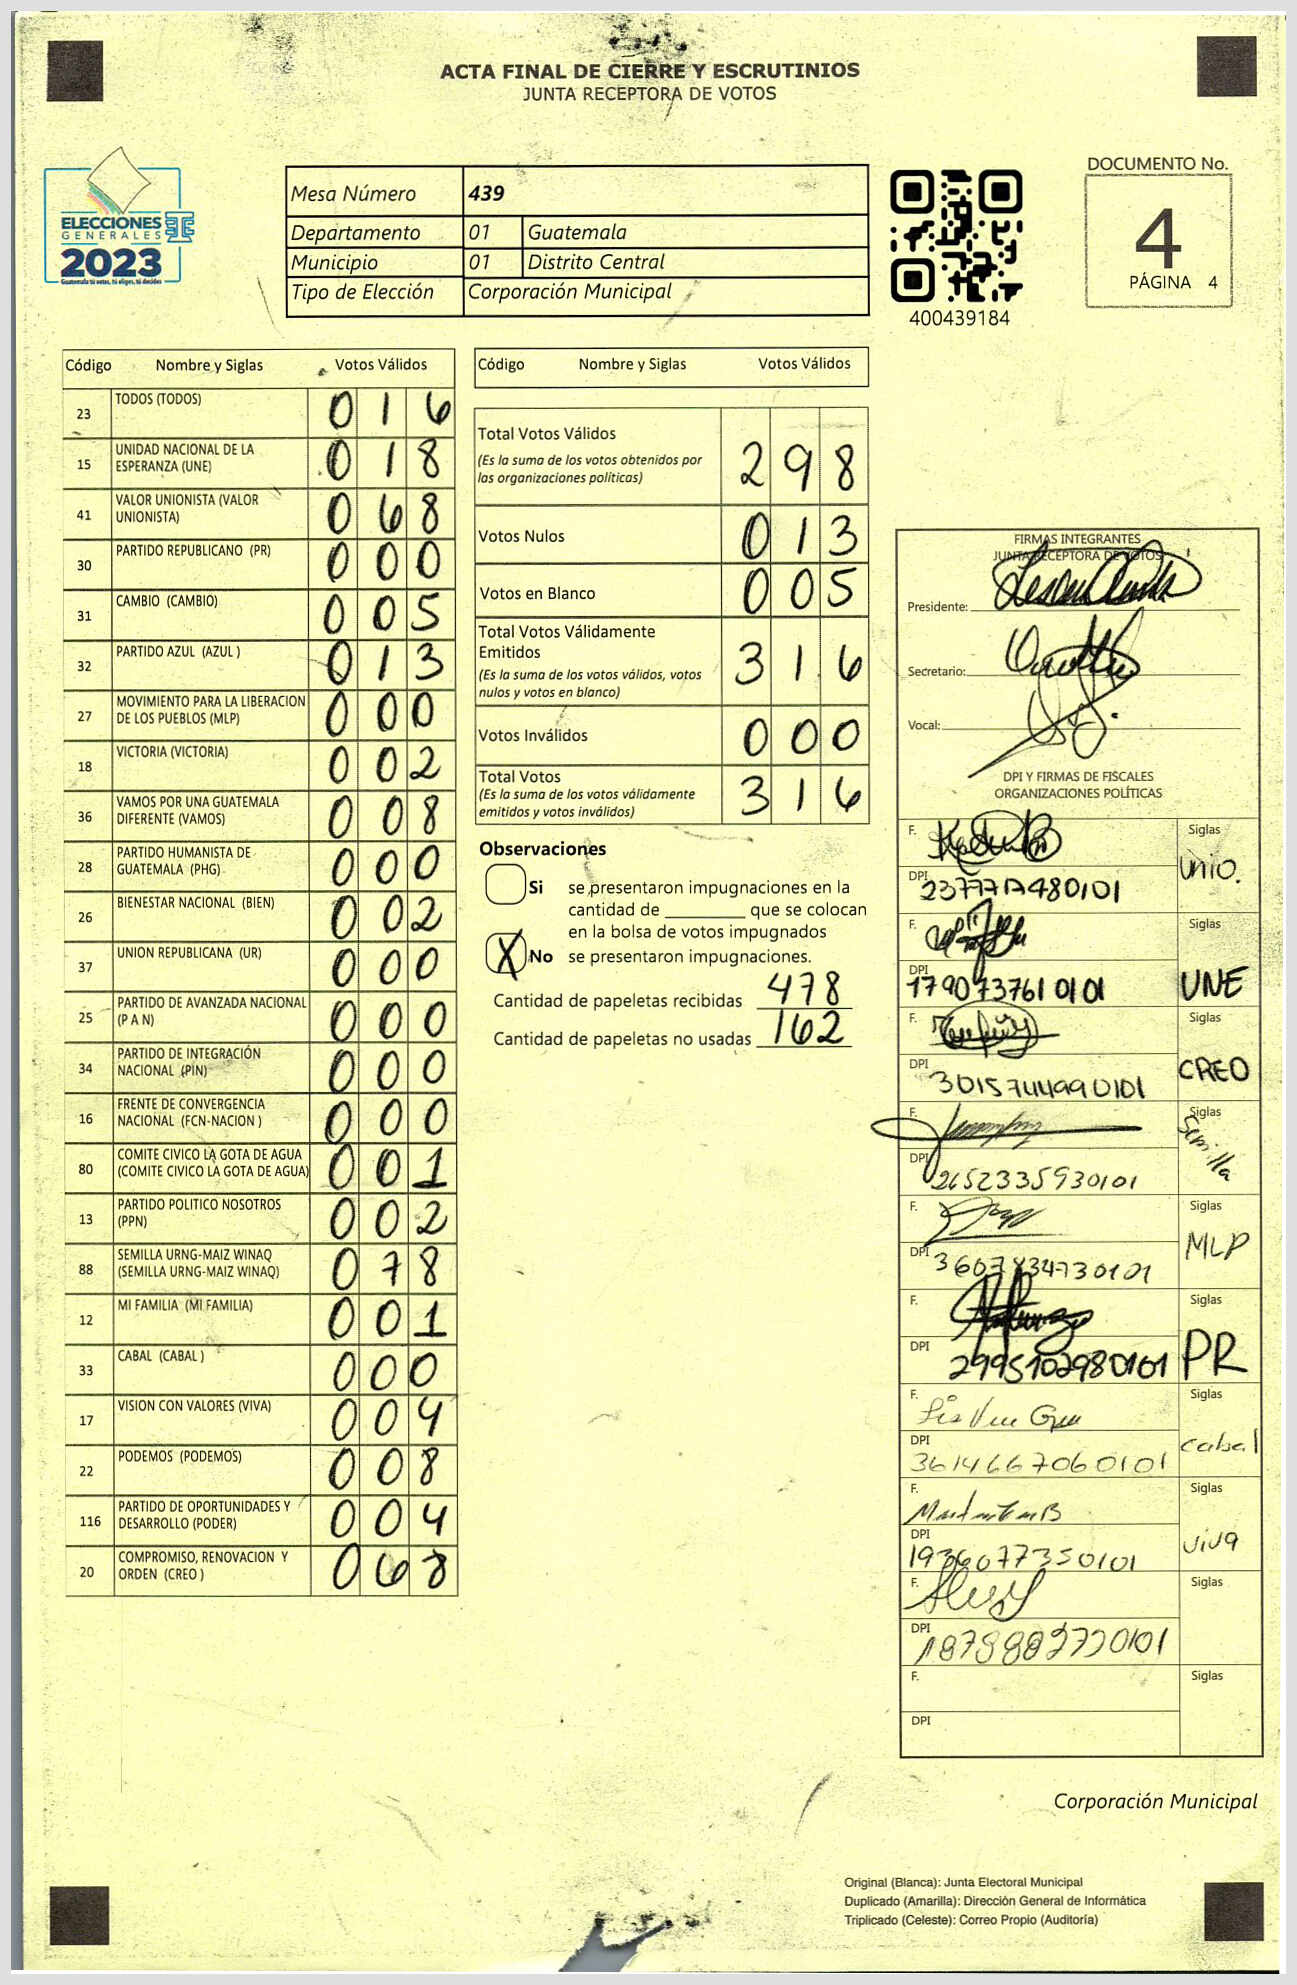 ACTA FINAL DE CIERRE Y ESCRUTINIOS
JUNTA RECEPTORA DE VOTOS
ELECCIONES
GENERALES
2023
Guatemala tú votas, tú eliges, tú decides
TSE
Mesa Número 439
Departamento 01 Guatemala
Municipio 01 Distrito Central
Tipo de Elección Corporación Municipal
400439184
DOCUMENTO No.
4
PÁGINA 4
Código Nombre y Siglas Votos Válidos
23 TODOS (TODOS) 0 1 6
15 UNIDAD NACIONAL DE LA
ESPERANZA (UNE) 0 1 8
41 VALOR UNIONISTA (VALOR
UNIONISTA) 0 6 8
30 PARTIDO REPUBLICANO (PR) 0 0 0
31 CAMBIO (CAMBIO) 0 0 5
32 PARTIDO AZUL (AZUL ) 0 1 3
27 MOVIMIENTO PARA LA LIBERACION
DE LOS PUEBLOS (MLP) 0 0 0
18 VICTORIA (VICTORIA) 0 0 2
36 VAMOS POR UNA GUATEMALA
DIFERENTE (VAMOS) 0 0 8
28 PARTIDO HUMANISTA DE
GUATEMALA (PHG) 0 0 0
26 BIENESTAR NACIONAL (BIEN) 0 0 2
37 UNION REPUBLICANA (UR) 0 0 0
25 PARTIDO DE AVANZADA NACIONAL
(P A N) 0 0 0
34 PARTIDO DE INTEGRACIÓN
NACIONAL (PIN) 0 0 0
16 FRENTE DE CONVERGENCIA
NACIONAL (FCN-NACION ) 0 0 0
80 COMITE CIVICO LA GOTA DE AGUA
(COMITE CIVICO LA GOTA DE AGUA) 0 0 1
13 PARTIDO POLITICO NOSOTROS
(PPN) 0 0 2
88 SEMILLA URNG-MAIZ WINAQ
(SEMILLA URNG-MAIZ WINAQ) 0 7 8
12 MI FAMILIA (MI FAMILIA) 0 0 1
33 CABAL (CABAL ) 0 0 0
17 VISION CON VALORES (VIVA) 0 0 4
22 PODEMOS (PODEMOS) 0 0 8
116 PARTIDO DE OPORTUNIDADES Y
DESARROLLO (PODER) 0 0 4
20 COMPROMISO, RENOVACION Y
ORDEN (CREO ) 0 6 8
Código Nombre y Siglas Votos Válidos
Total Votos Válidos
(Es la suma de los votos obtenidos por
las organizaciones políticas) 2 9 8
Votos Nulos 0 1 3
Votos en Blanco 0 0 5
Total Votos Válidamente
Emitidos
(Es la suma de los votos válidos, votos
nulos y votos en blanco) 3 1 6
Votos Inválidos 0 0 0
Total Votos
(Es la suma de los votos válidamente
emitidos y votos inválidos) 3 1 6
Observaciones
Si se presentaron impugnaciones en la
cantidad de ________ que se colocan
en la bolsa de votos impugnados
X No se presentaron impugnaciones.
Cantidad de papeletas recibidas 478
Cantidad de papeletas no usadas 162
FIRMAS INTEGRANTES
JUNTA RECEPTORA DE VOTOS
Presidente:
Secretario:
Vocal:
DPI Y FIRMAS DE FISCALES
ORGANIZACIONES POLÍTICAS
F. Siglas
Unio.
DPI
F. Siglas
DPI 1790737610101 UNE
F. Siglas
DPI 3015744990101 CREO
F. Siglas
Semilla
DPI 2652335930101
F. Siglas
MLP
DPI 3607834730101
F. Siglas
DPI 2995102980101 PR
F. Siglas
cabal
DPI 3614667060101
F. Siglas
viva
DPI 1936077350101
F. Siglas
DPI
F. Siglas
DPI
Corporación Municipal
Original (Blanca): Junta Electoral Municipal
Duplicado (Amarilla): Dirección General de Informática
Triplicado (Celeste): Correo Propio (Auditoría)